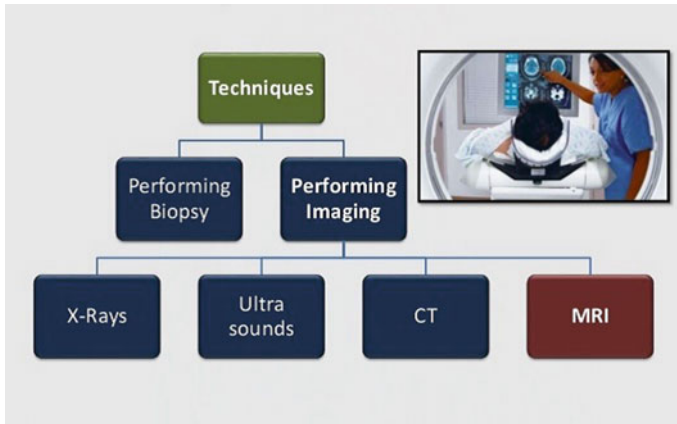 Techniques
Performing
Biopsy
Performing
Imaging
X-Rays
Ultra
sounds
CT
MRI